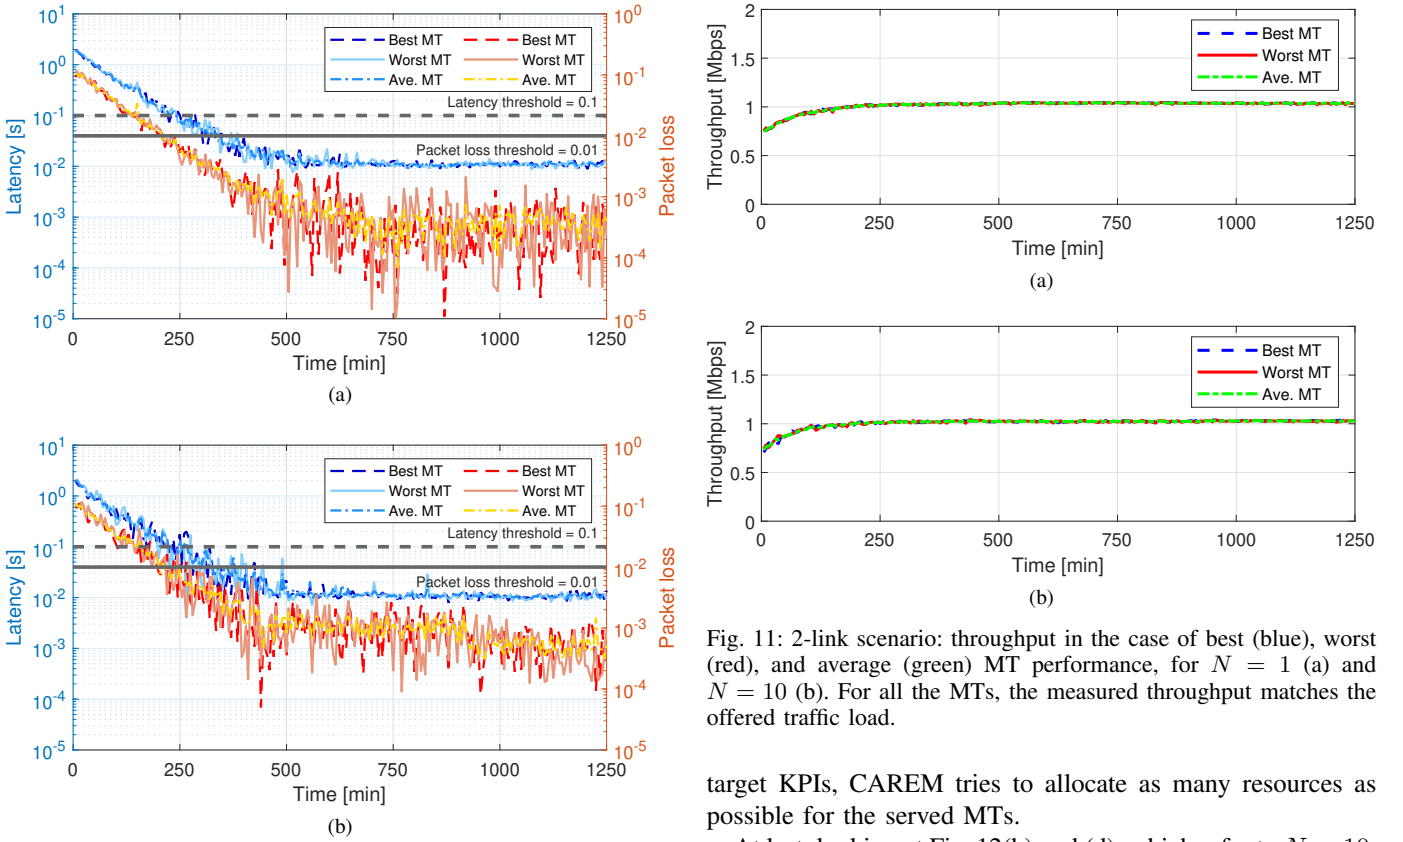 10^1
10^0
10^-1
10^-2
10^-3
10^-4
10^-5
Latency [s]
Best MT
Worst MT
Ave. MT
Best MT
Worst MT
Ave. MT
Latency threshold = 0.1
Packet loss threshold = 0.01
10^0
10^-1
10^-2
10^-3
10^-4
10^-5
Packet loss
0 250 500 750 1000 1250
Time [min]
(a)
10^1
10^0
10^-1
10^-2
10^-3
10^-4
10^-5
Latency [s]
Best MT
Worst MT
Ave. MT
Best MT
Worst MT
Ave. MT
Latency threshold = 0.1
Packet loss threshold = 0.01
10^0
10^-1
10^-2
10^-3
10^-4
10^-5
Packet loss
0 250 500 750 1000 1250
Time [min]
(b)
2
1.5
1
0.5
0
Throughput [Mbps]
Best MT
Worst MT
Ave. MT
0 250 500 750 1000 1250
Time [min]
(a)
2
1.5
1
0.5
0
Throughput [Mbps]
Best MT
Worst MT
Ave. MT
0 250 500 750 1000 1250
Time [min]
(b)
Fig. 11: 2-link scenario: throughput in the case of best (blue), worst
(red), and average (green) MT performance, for N = 1 (a) and
N = 10 (b). For all the MTs, the measured throughput matches the
offered traffic load.
target KPIs, CAREM tries to allocate as many resources as
possible for the served MTs.